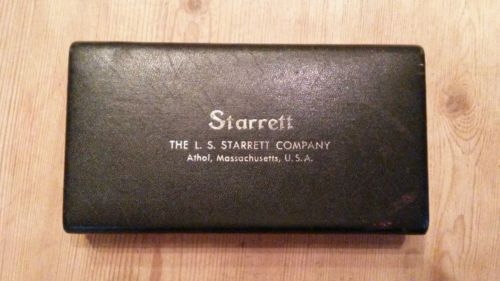 Starrett
THE L. S. STARRETT COMPANY
Athol, Massachusetts, U.S.A.